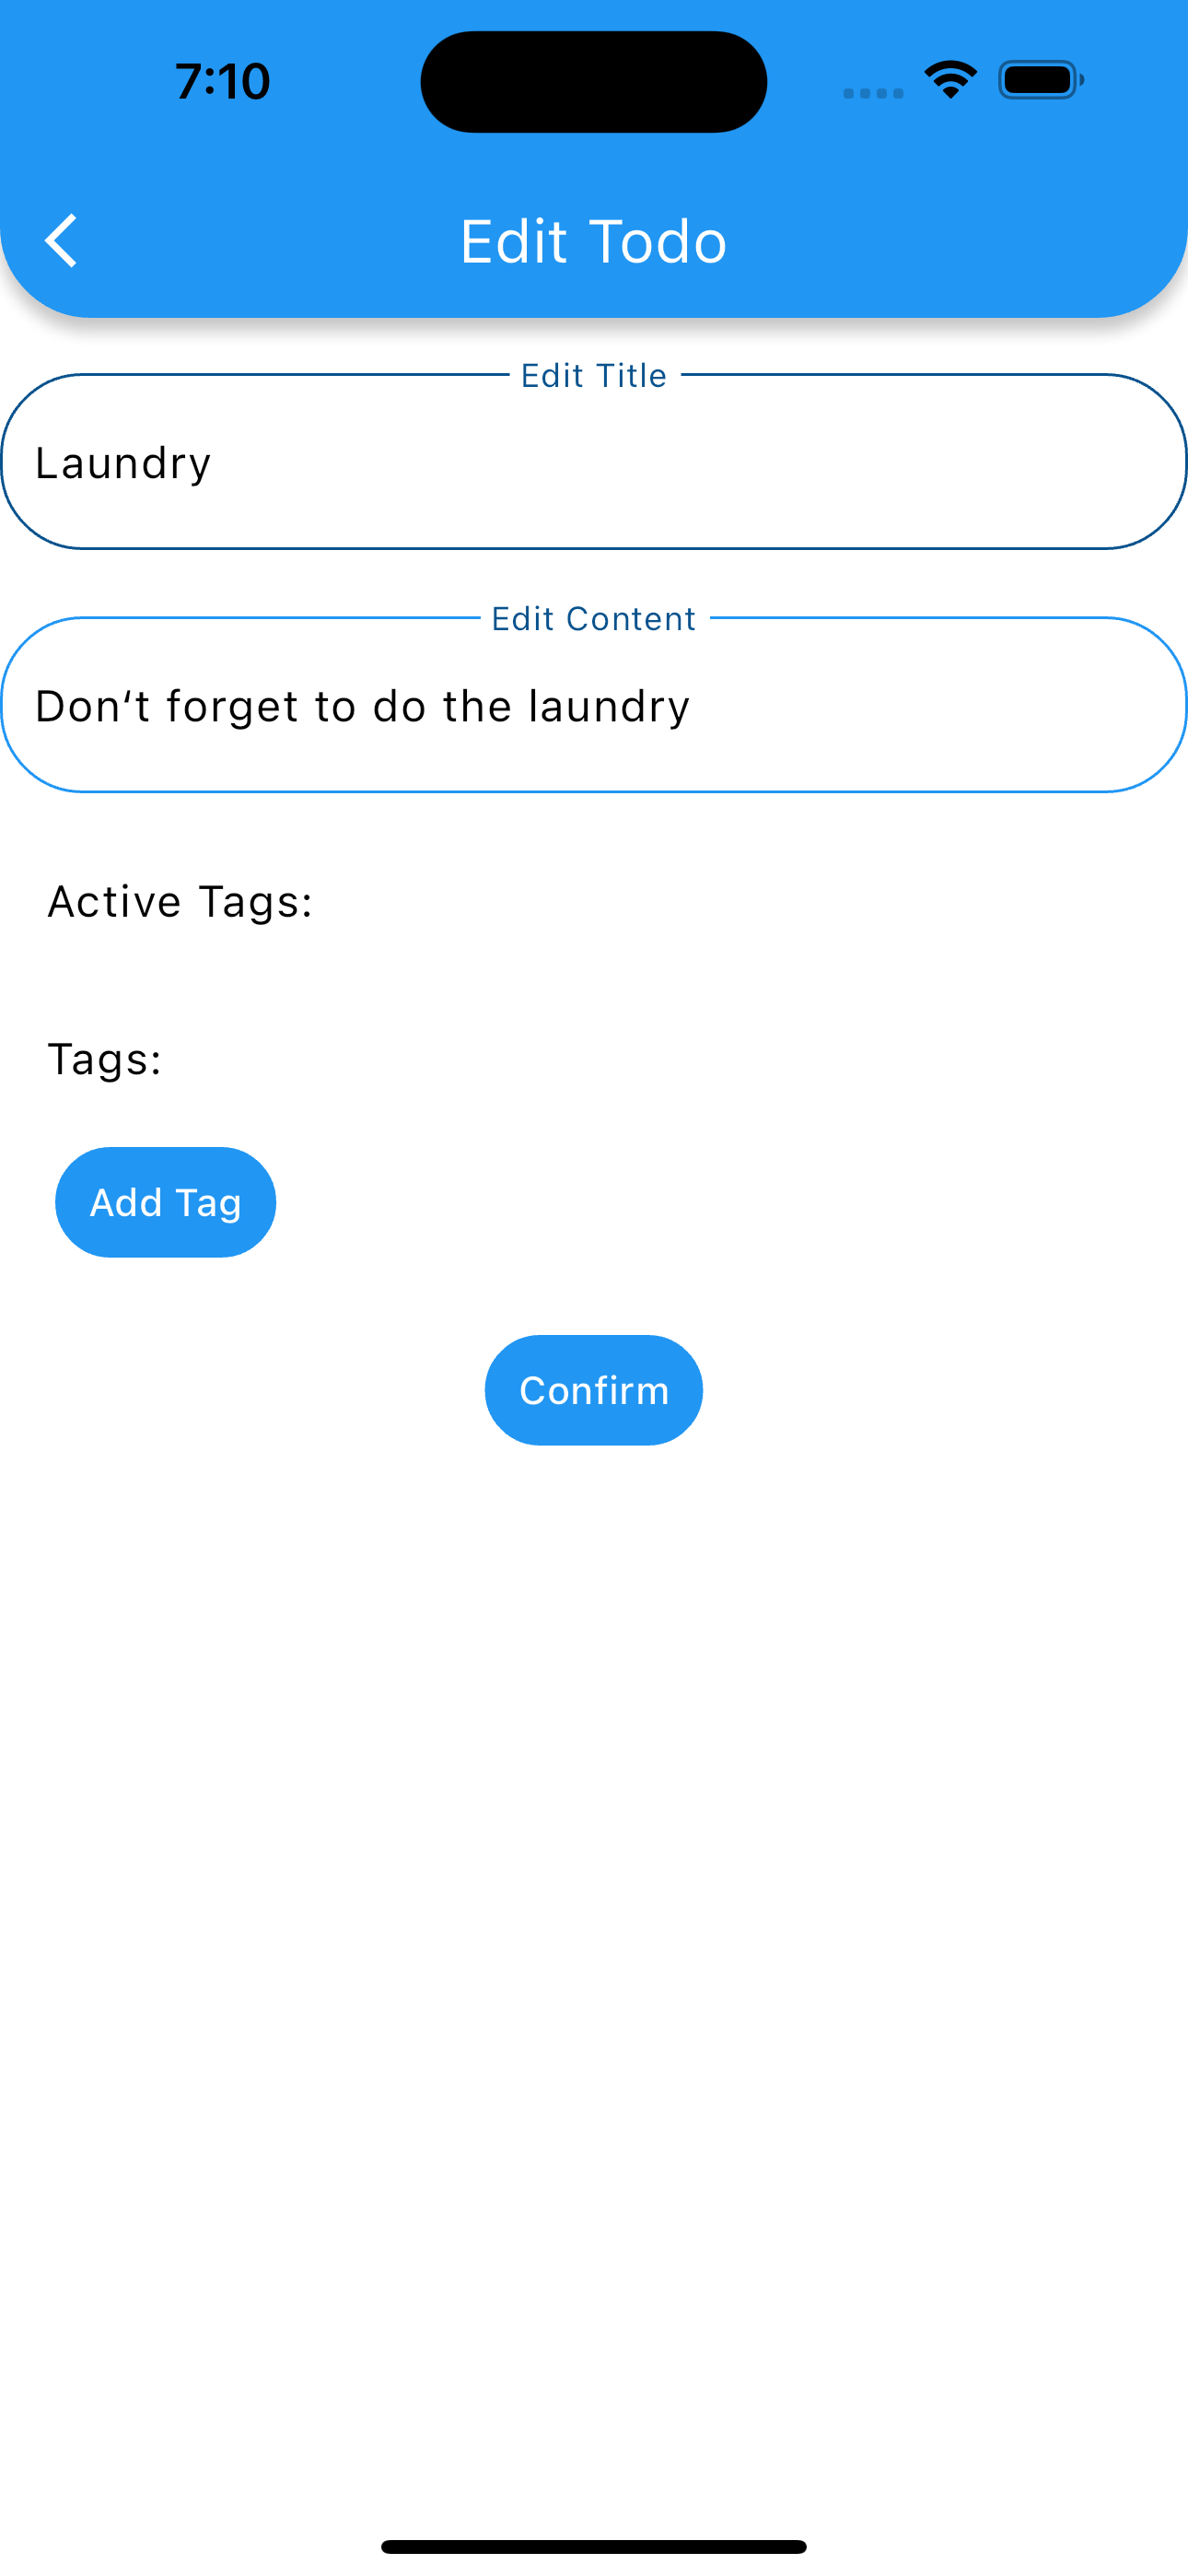 7:10
Edit Todo
Edit Title
Laundry
Edit Content
Don‘t forget to do the laundry
Active Tags:
Tags:
Add Tag
Confirm